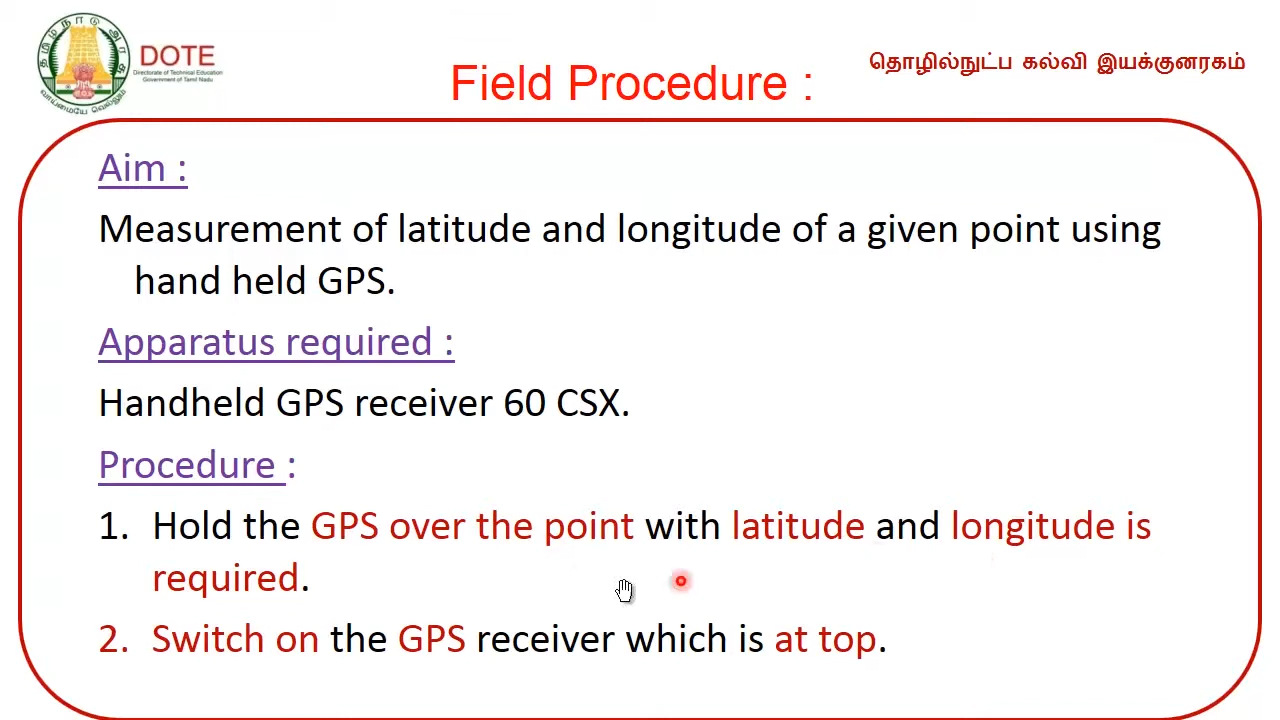 தமிழ்நாடு அரசு
வாய்மையே வெல்லும்
DOTE
Directorate of Technical Education
Government of Tamil Nadu
தொழில்நுட்ப கல்வி இயக்குனரகம்
Field Procedure :
Aim :
Measurement of latitude and longitude of a given point using
hand held GPS.
Apparatus required :
Handheld GPS receiver 60 CSX.
Procedure :
1. Hold the GPS over the point with latitude and longitude is
required.
2. Switch on the GPS receiver which is at top.